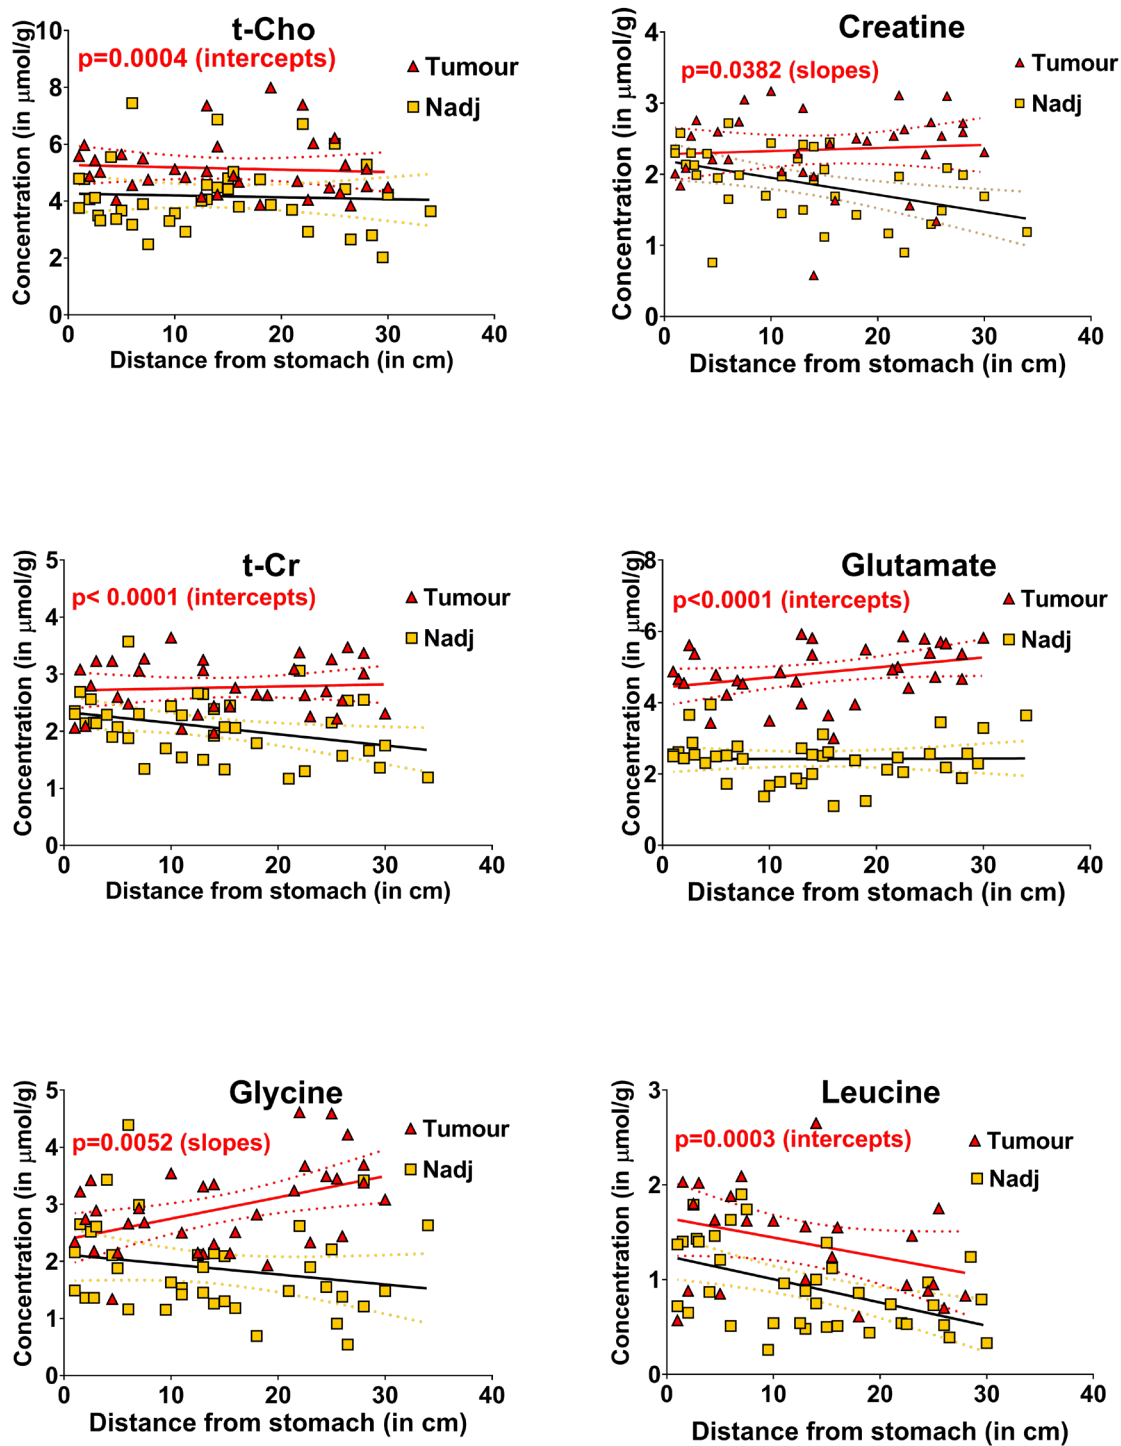 t-Cho
p=0.0004 (intercepts)
Tumour
Nadj
Concentration (in μmol/g)
10
8
6
4
2
0
0 10 20 30 40
Distance from stomach (in cm)
Creatine
p=0.0382 (slopes)
Tumour
Nadj
Concentration (in μmol/g)
4
3
2
1
0
0 10 20 30 40
Distance from stomach (in cm)
t-Cr
p< 0.0001 (intercepts)
Tumour
Nadj
Concentration (in μmol/g)
5
4
3
2
1
0
0 10 20 30 40
Distance from stomach (in cm)
Glutamate
p<0.0001 (intercepts)
Tumour
Nadj
Concentration (in μmol/g)
8
6
4
2
0
0 10 20 30 40
Distance from stomach (in cm)
Glycine
p=0.0052 (slopes)
Tumour
Nadj
Concentration (in μmol/g)
5
4
3
2
1
0
0 10 20 30 40
Distance from stomach (in cm)
Leucine
p=0.0003 (intercepts)
Tumour
Nadj
Concentration (in μmol/g)
3
2
1
0
0 10 20 30 40
Distance from stomach (in cm)